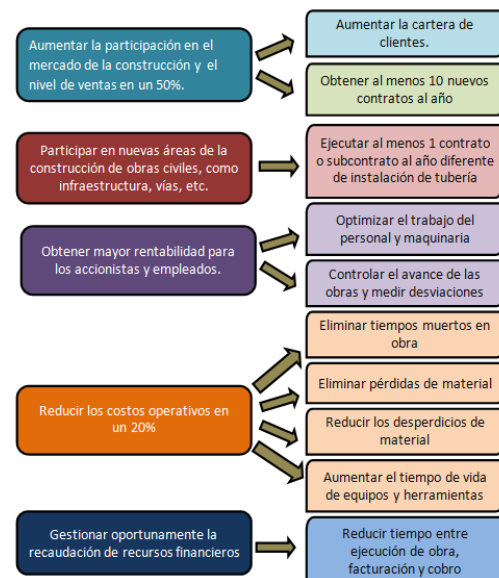 Aumentar la participación en el
mercado de la construcción y el
nivel de ventas en un 50%.
Aumentar la cartera de
clientes.
Obtener al menos 10 nuevos
contratos al año
Participar en nuevas áreas de la
construcción de obras civiles, como
infraestructura, vías, etc.
Ejecutar al menos 1 contrato
o subcontrato al año diferente
de instalación de tubería
Obtener mayor rentabilidad para
los accionistas y empleados.
Optimizar el trabajo del
personal y maquinaria
Controlar el avance de las
obras y medir desviaciones
Reducir los costos operativos en
un 20%
Eliminar tiempos muertos en
obra
Eliminar pérdidas de material
Reducir los desperdicios de
material
Aumentar el tiempo de vida
de equipos y herramientas
Gestionar oportunamente la
recaudación de recursos financieros
Reducir tiempo entre
ejecución de obra,
facturación y cobro